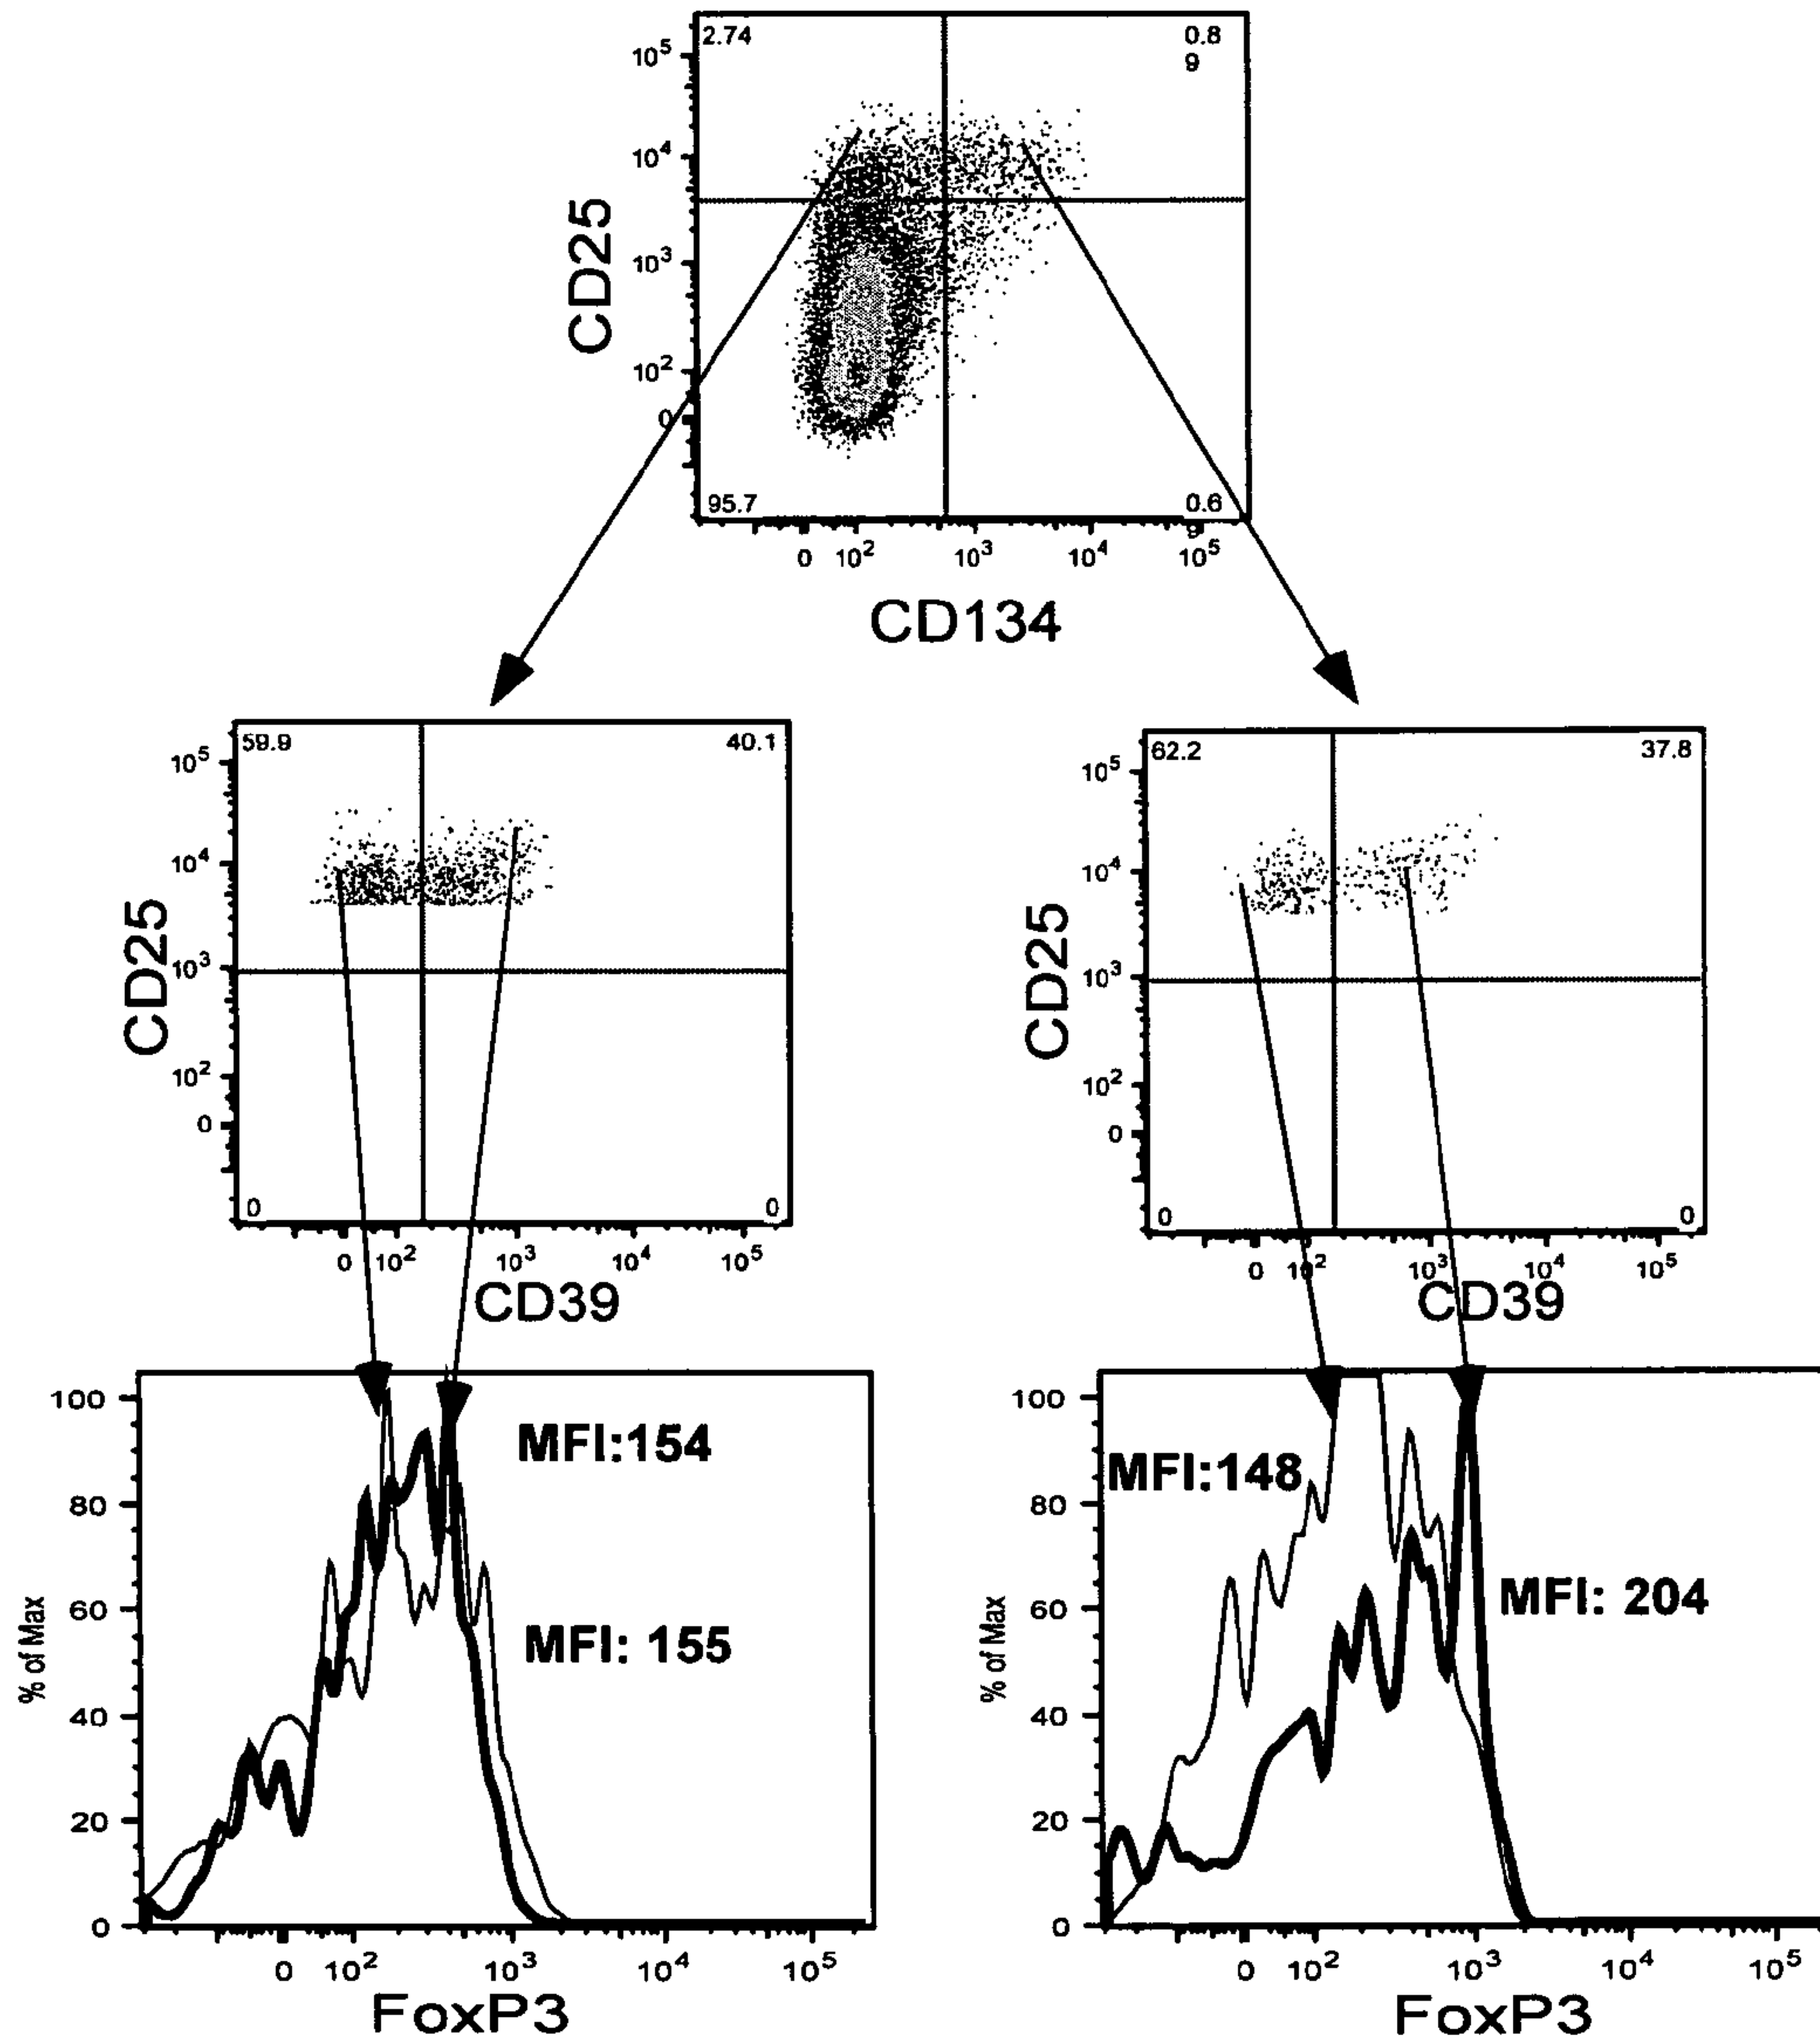 2.74
0.8
9
10⁵
10⁴
10³
10²
0
CD25
95.7
0.6
9
0 10² 10³ 10⁴ 10⁵
CD134
59.9 40.1
10⁵
10⁴
10³
10²
0
CD25
0 0
0 10² 10³ 10⁴ 10⁵
CD39
62.2 37.8
10⁵
10⁴
10³
10²
0
CD25
0 0
0 10² 10³ 10⁴ 10⁵
CD39
100
80
60
40
20
0
% of Max
MFI:154
MFI: 155
0 10² 10³ 10⁴ 10⁵
FoxP3
100
80
60
40
20
0
% of Max
MFI:148
MFI: 204
0 10² 10³ 10⁴ 10⁵
FoxP3